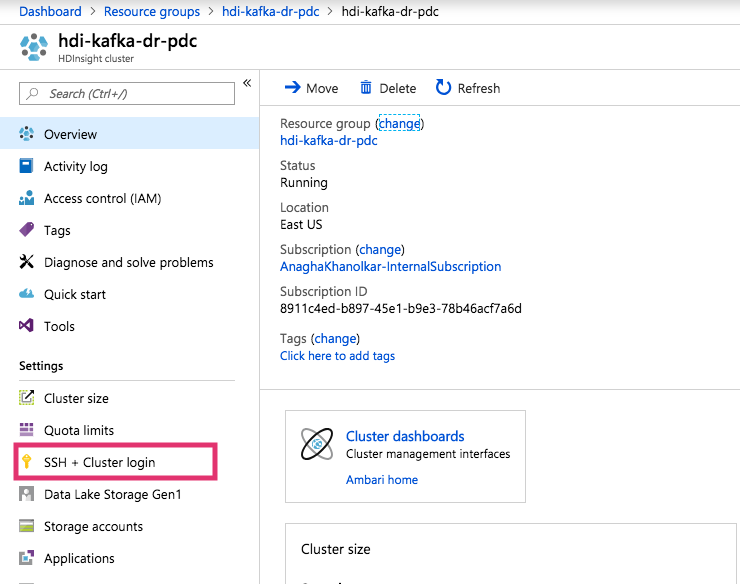 Dashboard > Resource groups > hdi-kafka-dr-pdc > hdi-kafka-dr-pdc
hdi-kafka-dr-pdc
HDInsight cluster
Search (Ctrl+/)
«
Overview
Activity log
Access control (IAM)
Tags
Diagnose and solve problems
Quick start
Tools
Settings
Cluster size
Quota limits
SSH + Cluster login
Data Lake Storage Gen1
Storage accounts
Applications
Move Delete Refresh
Resource group (change)
hdi-kafka-dr-pdc
Status
Running
Location
East US
Subscription (change)
AnaghaKhanolkar-InternalSubscription
Subscription ID
8911c4ed-b897-45e1-b9e3-78b46acf7a6d
Tags (change)
Click here to add tags
Cluster dashboards
Cluster management interfaces
Ambari home
Cluster size